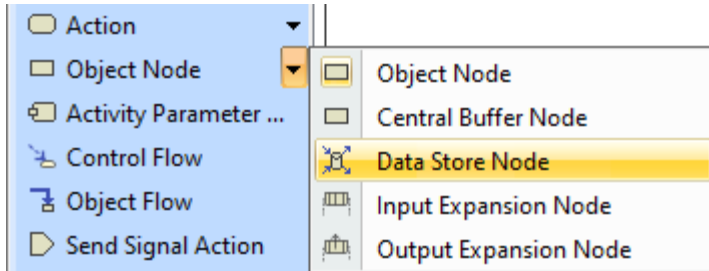 Action
Object Node
Activity Parameter ...
Control Flow
Object Flow
Send Signal Action
Object Node
Central Buffer Node
Data Store Node
Input Expansion Node
Output Expansion Node